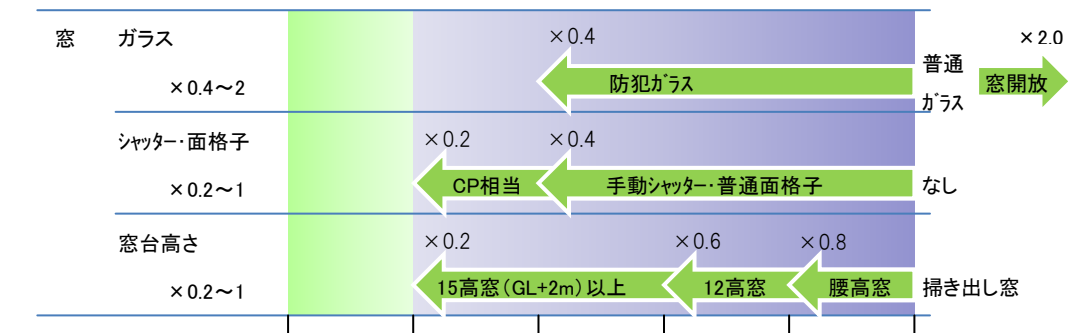 窓 ガラス ×0.4 ×2.0
×0.4～2 防犯ガラス 普通ガラス 窓開放
シャッター・面格子 ×0.2 ×0.4
×0.2～1 CP相当 手動シャッター・普通面格子 なし
窓台高さ ×0.2 ×0.6 ×0.8
×0.2～1 15高窓（GL+2m）以上 12高窓 腰高窓 掃き出し窓